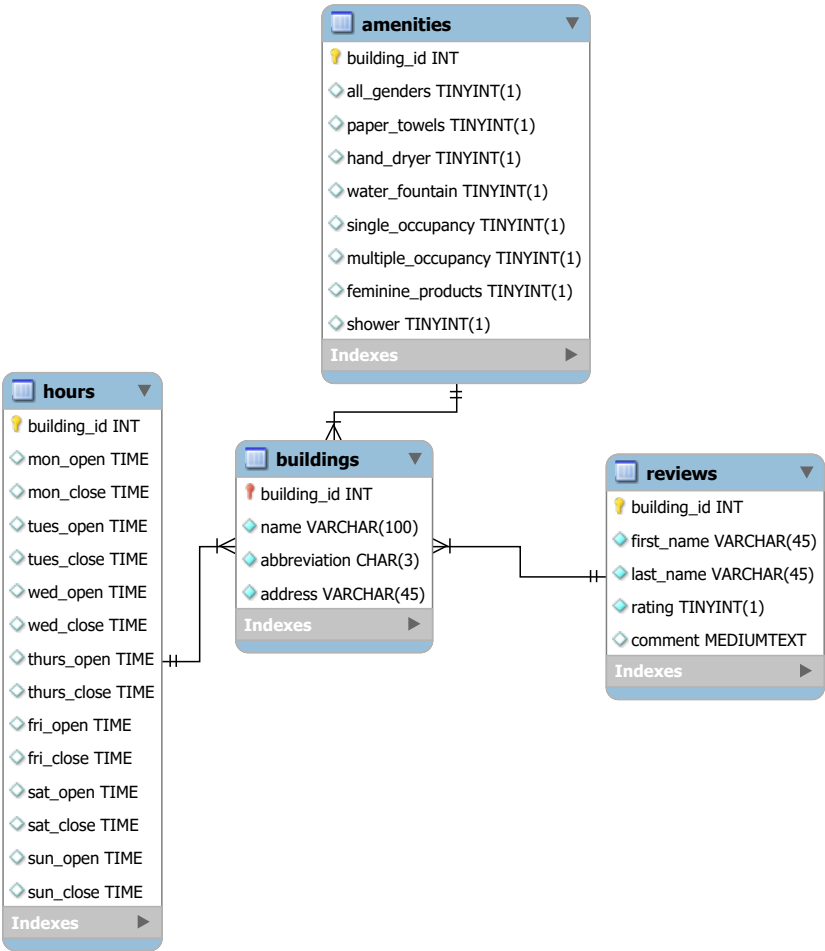 amenities
building_id INT
all_genders TINYINT(1)
paper_towels TINYINT(1)
hand_dryer TINYINT(1)
water_fountain TINYINT(1)
single_occupancy TINYINT(1)
multiple_occupancy TINYINT(1)
feminine_products TINYINT(1)
shower TINYINT(1)
Indexes
hours
building_id INT
mon_open TIME
mon_close TIME
tues_open TIME
tues_close TIME
wed_open TIME
wed_close TIME
thurs_open TIME
thurs_close TIME
fri_open TIME
fri_close TIME
sat_open TIME
sat_close TIME
sun_open TIME
sun_close TIME
Indexes
buildings
building_id INT
name VARCHAR(100)
abbreviation CHAR(3)
address VARCHAR(45)
Indexes
reviews
building_id INT
first_name VARCHAR(45)
last_name VARCHAR(45)
rating TINYINT(1)
comment MEDIUMTEXT
Indexes